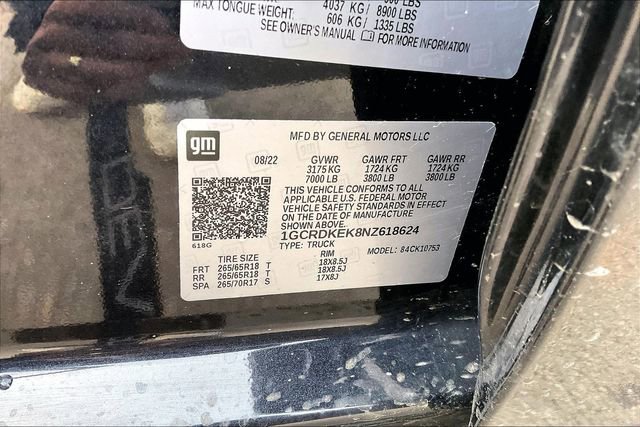 MAX TONGUE WEIGHT 4037 KG/ 8900 LBS
606 KG/ 1335 LBS
SEE OWNER'S MANUAL FOR MORE INFORMATION
gm
MFD BY GENERAL MOTORS LLC
08/22 GVWR GAWR FRT GAWR RR
3175 KG 1724 KG 1724 KG
7000 LB 3800 LB 3800 LB
THIS VEHICLE CONFORMS TO ALL
APPLICABLE U.S. FEDERAL MOTOR
VEHICLE SAFETY STANDARDS IN EFFECT
ON THE DATE OF MANUFACTURE SHOWN ABOVE.
1GCRDKEK8NZ618624
618G
TYPE: TRUCK MODEL: 84CK10753
TIRE SIZE RIM
FRT 265/65R18 T 18X8.5J
RR 265/65R18 T 18X8.5J
SPA 265/70R17 S 17X8J